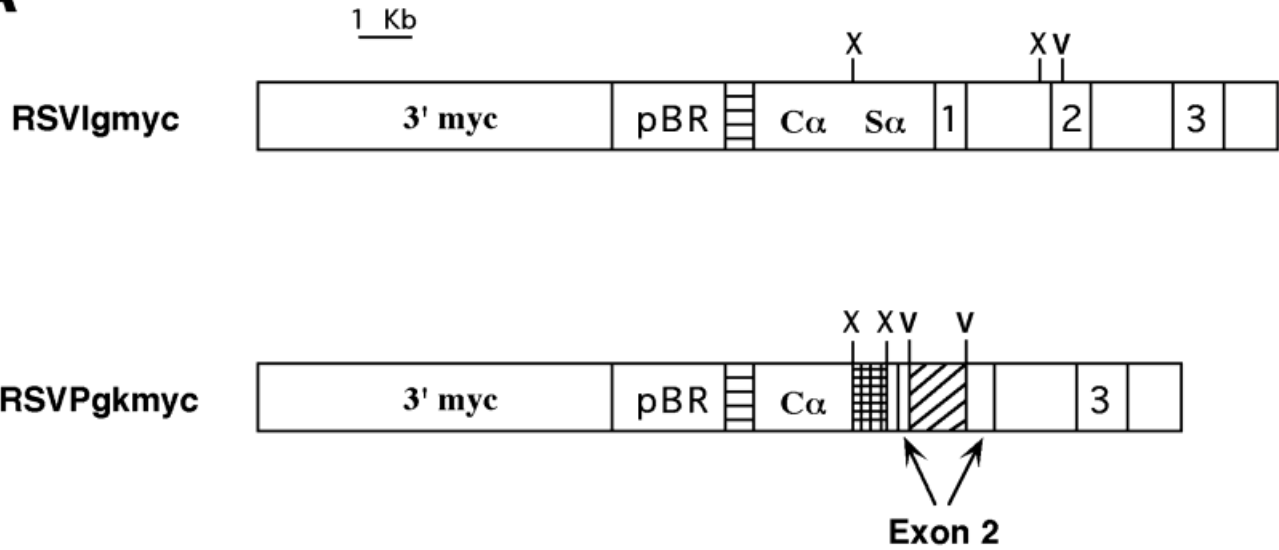 A
1 Kb
X X V
RSVIgmyc 3' myc pBR Cα Sα 1 2 3
X X V V
RSVPgkmyc 3' myc pBR Cα 3
Exon 2